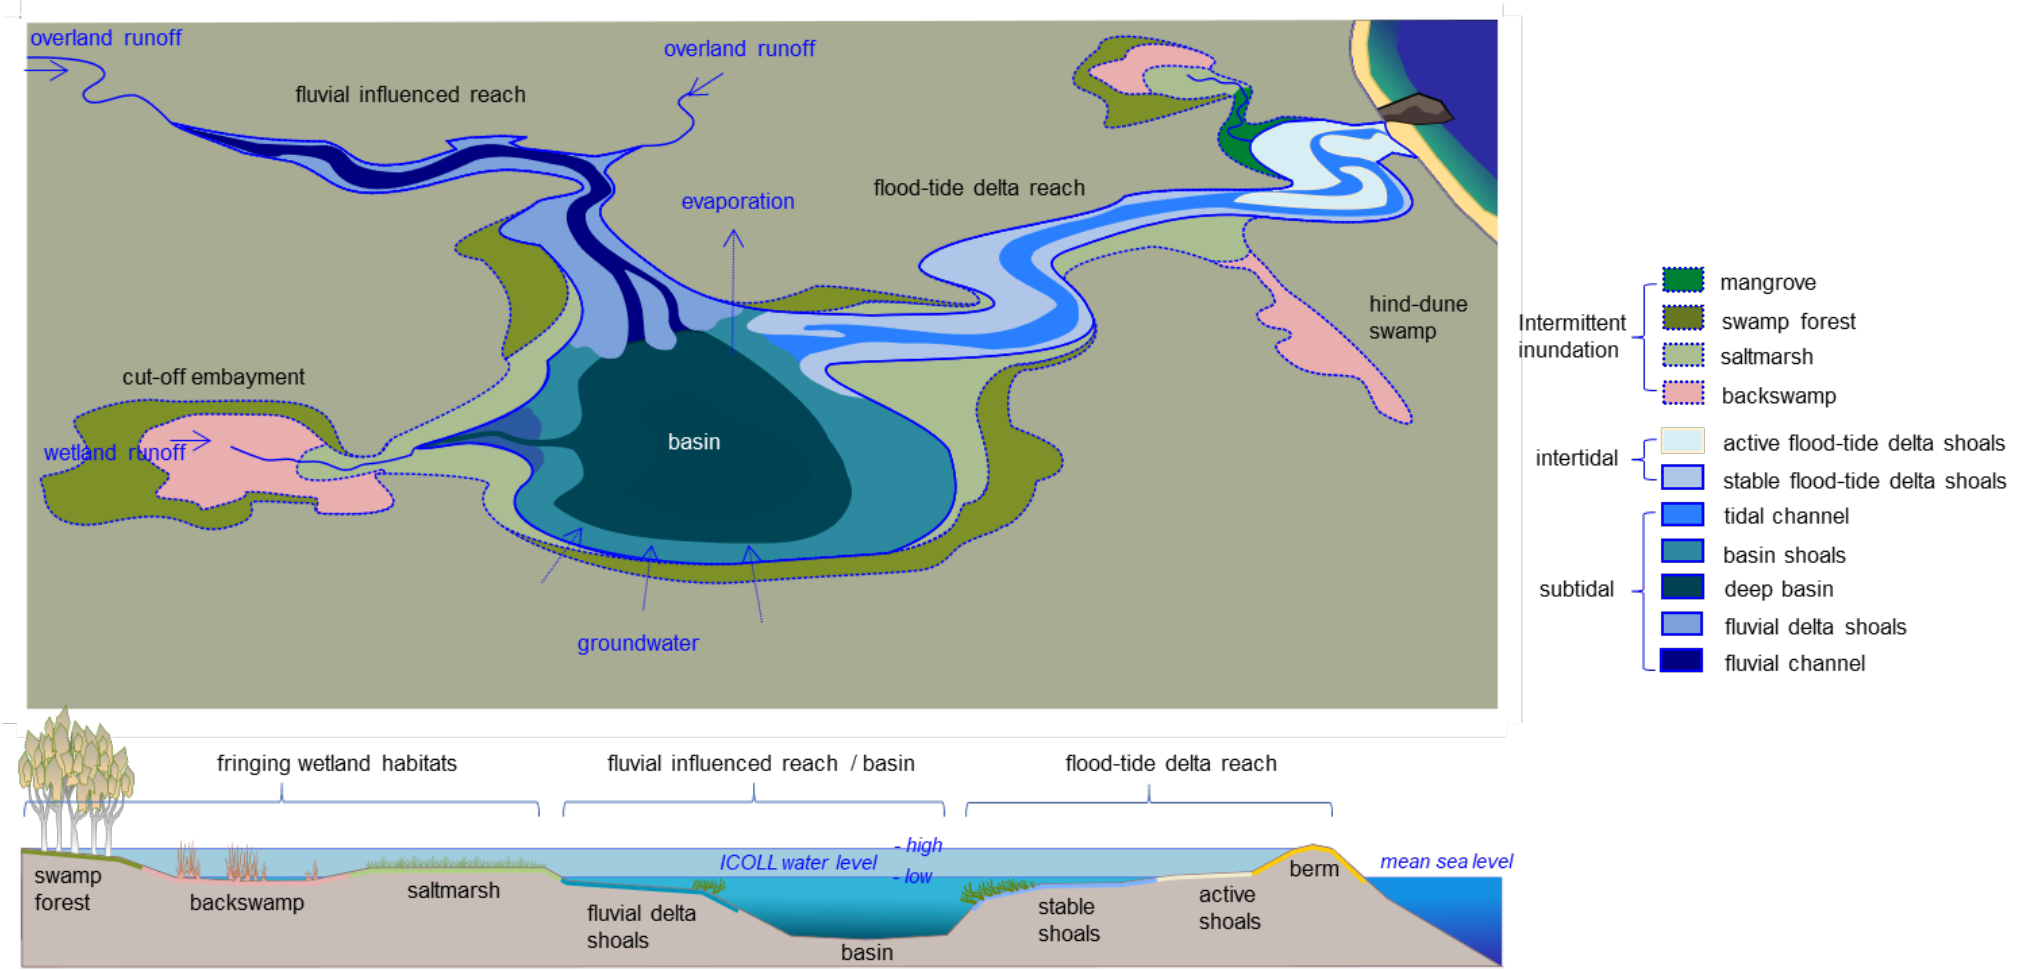 overland runoff
overland runoff
fluvial influenced reach
evaporation
flood-tide delta reach
hind-dune
swamp
cut-off embayment
wetland runoff
basin
groundwater
Intermittent
inundation
mangrove
swamp forest
saltmarsh
backswamp
intertidal
active flood-tide delta shoals
stable flood-tide delta shoals
subtidal
tidal channel
basin shoals
deep basin
fluvial delta shoals
fluvial channel
fringing wetland habitats
fluvial influenced reach / basin
flood-tide delta reach
- high
ICOLL water level
- low
mean sea level
swamp
forest
backswamp
saltmarsh
fluvial delta
shoals
basin
stable
shoals
active
shoals
berm